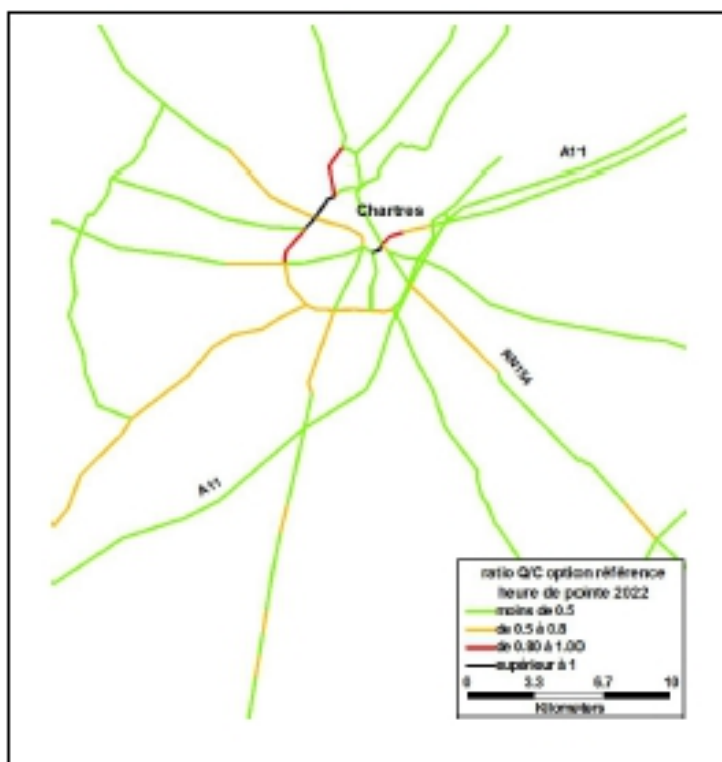 A11
Chartres
RN154
A11
ratio Q/C option référence
heure de pointe 2022
moins de 0.5
de 0.5 à 0.8
de 0.80 à 1.00
supérieur à 1
0 3.3 6.7 10
Kilometers